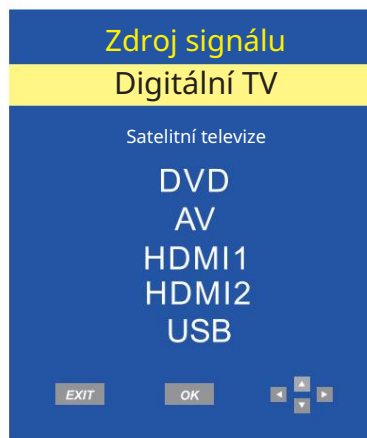 Zdroj signálu
Digitální TV
Satelitní televize
DVD
AV
HDMI1
HDMI2
USB
EXIT OK